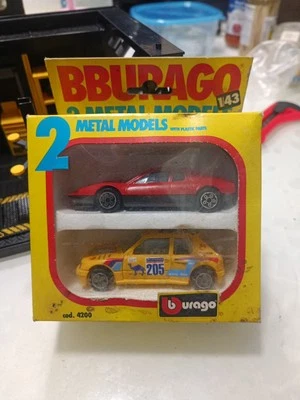 BBURAGO
1/43
2 METAL MODELS
2 METAL MODELS WITH PLASTIC PARTS
205
burago
cod. 4200